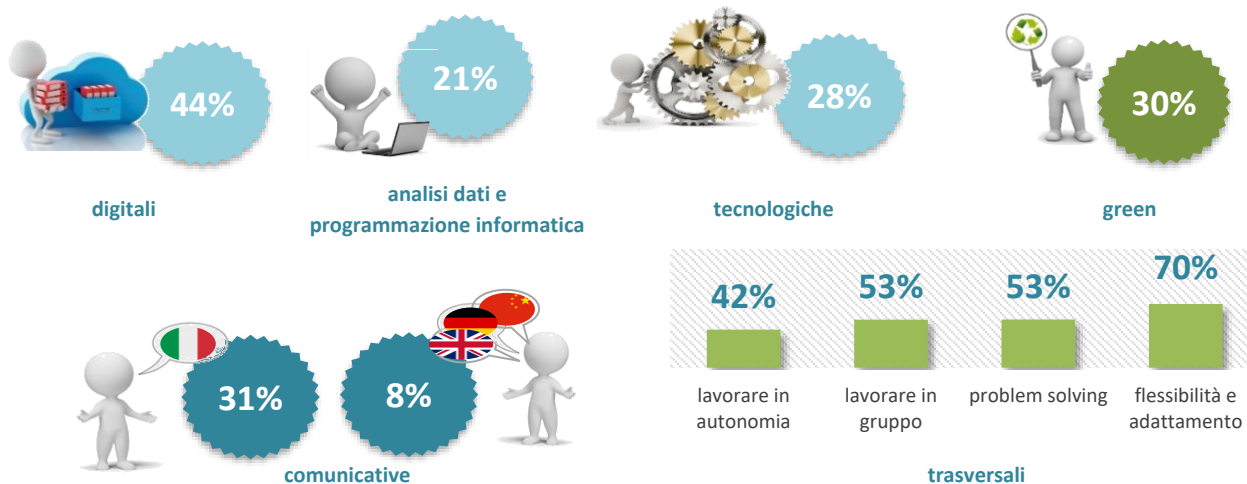 44%
21%
28%
30%
digitali
analisi dati e
programmazione informatica
tecnologiche
green
31%
8%
comunicative
42%
53%
53%
70%
lavorare in
autonomia
lavorare in
gruppo
problem solving
flessibilità e
adattamento
trasversali